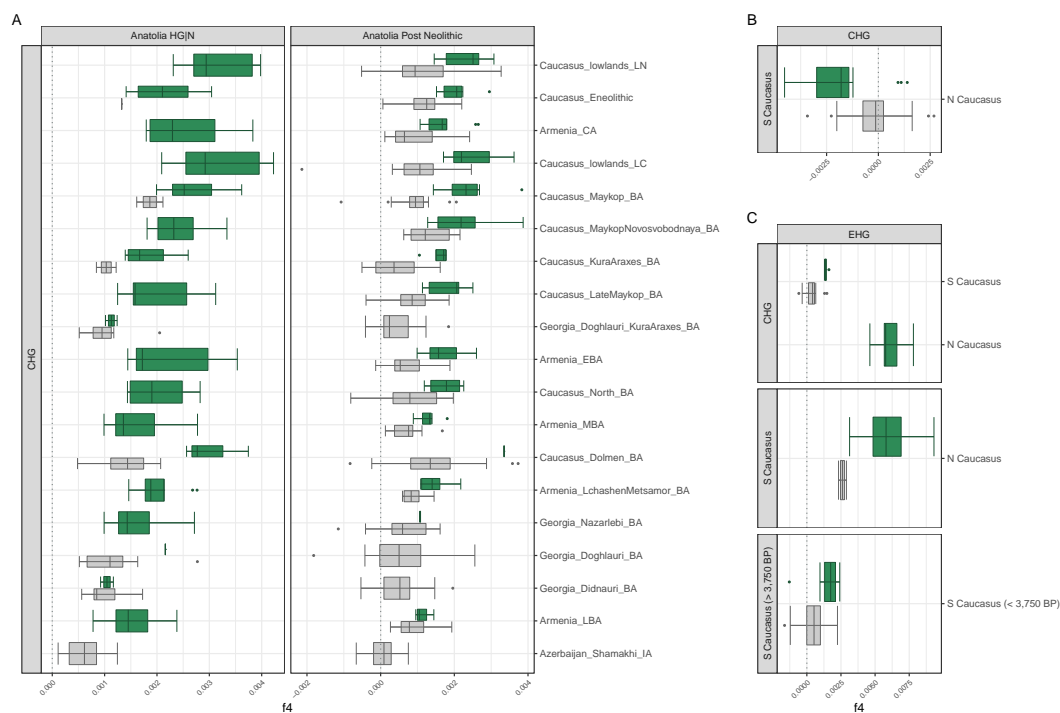 A
Anatolia HG|N
Anatolia Post Neolithic
CHG
Caucasus_lowlands_LN
Caucasus_Eneolithic
Armenia_CA
Caucasus_lowlands_LC
Caucasus_Maykop_BA
Caucasus_MaykopNovosvobodnaya_BA
Caucasus_KuraAraxes_BA
Caucasus_LateMaykop_BA
Georgia_Doghlauri_KuraAraxes_BA
Armenia_EBA
Caucasus_North_BA
Armenia_MBA
Caucasus_Dolmen_BA
Armenia_LchashenMetsamor_BA
Georgia_Nazarlebi_BA
Georgia_Doghlauri_BA
Georgia_Didnauri_BA
Armenia_LBA
Azerbaijan_Shamakhi_IA
0.000 0.001 0.002 0.003 0.004
−0.002 0.000 0.002 0.004
f4
B
CHG
S Caucasus
N Caucasus
−0.0025 0.0000 0.0025
C
EHG
CHG
S Caucasus
N Caucasus
S Caucasus
N Caucasus
S Caucasus (> 3,750 BP)
S Caucasus (< 3,750 BP)
0.0000 0.0025 0.0050 0.0075
f4